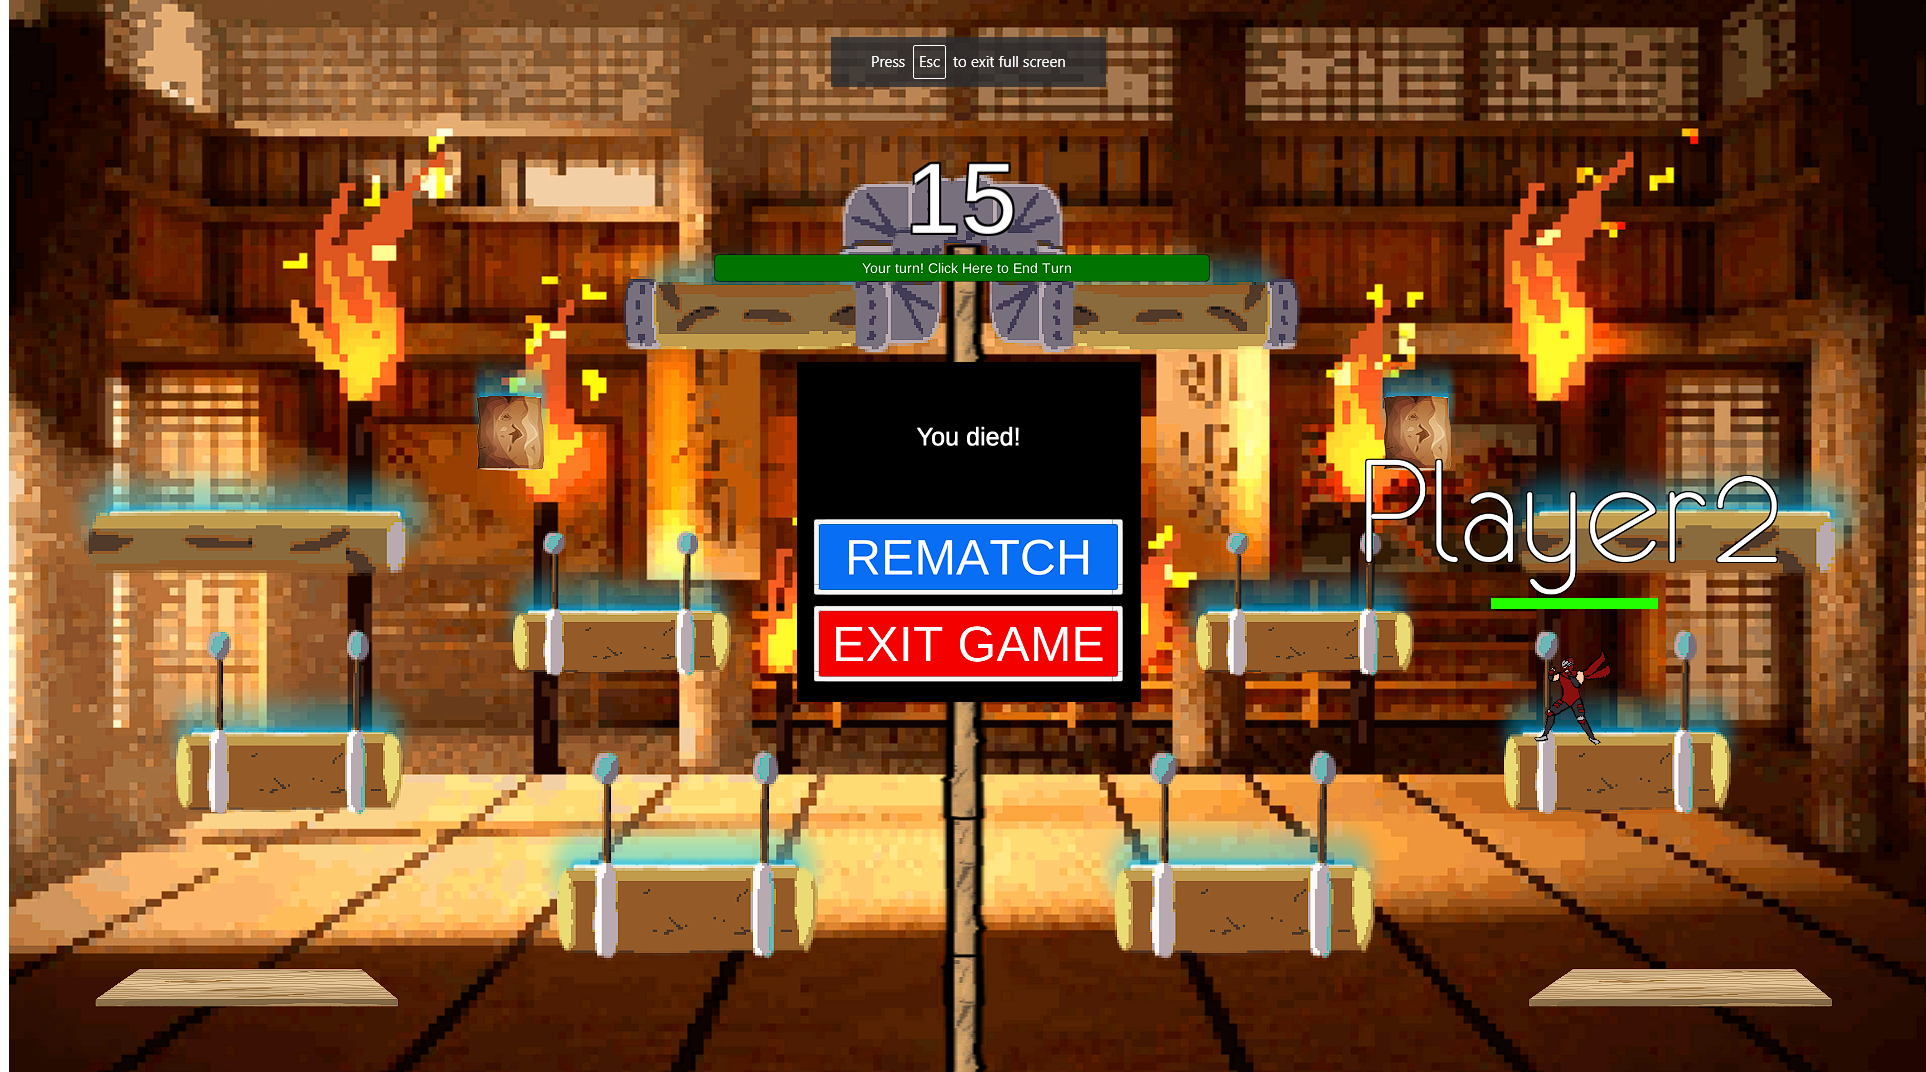 Press Esc to exit full screen
15
Your turn! Click Here to End Turn
You died!
Player2
REMATCH
EXIT GAME